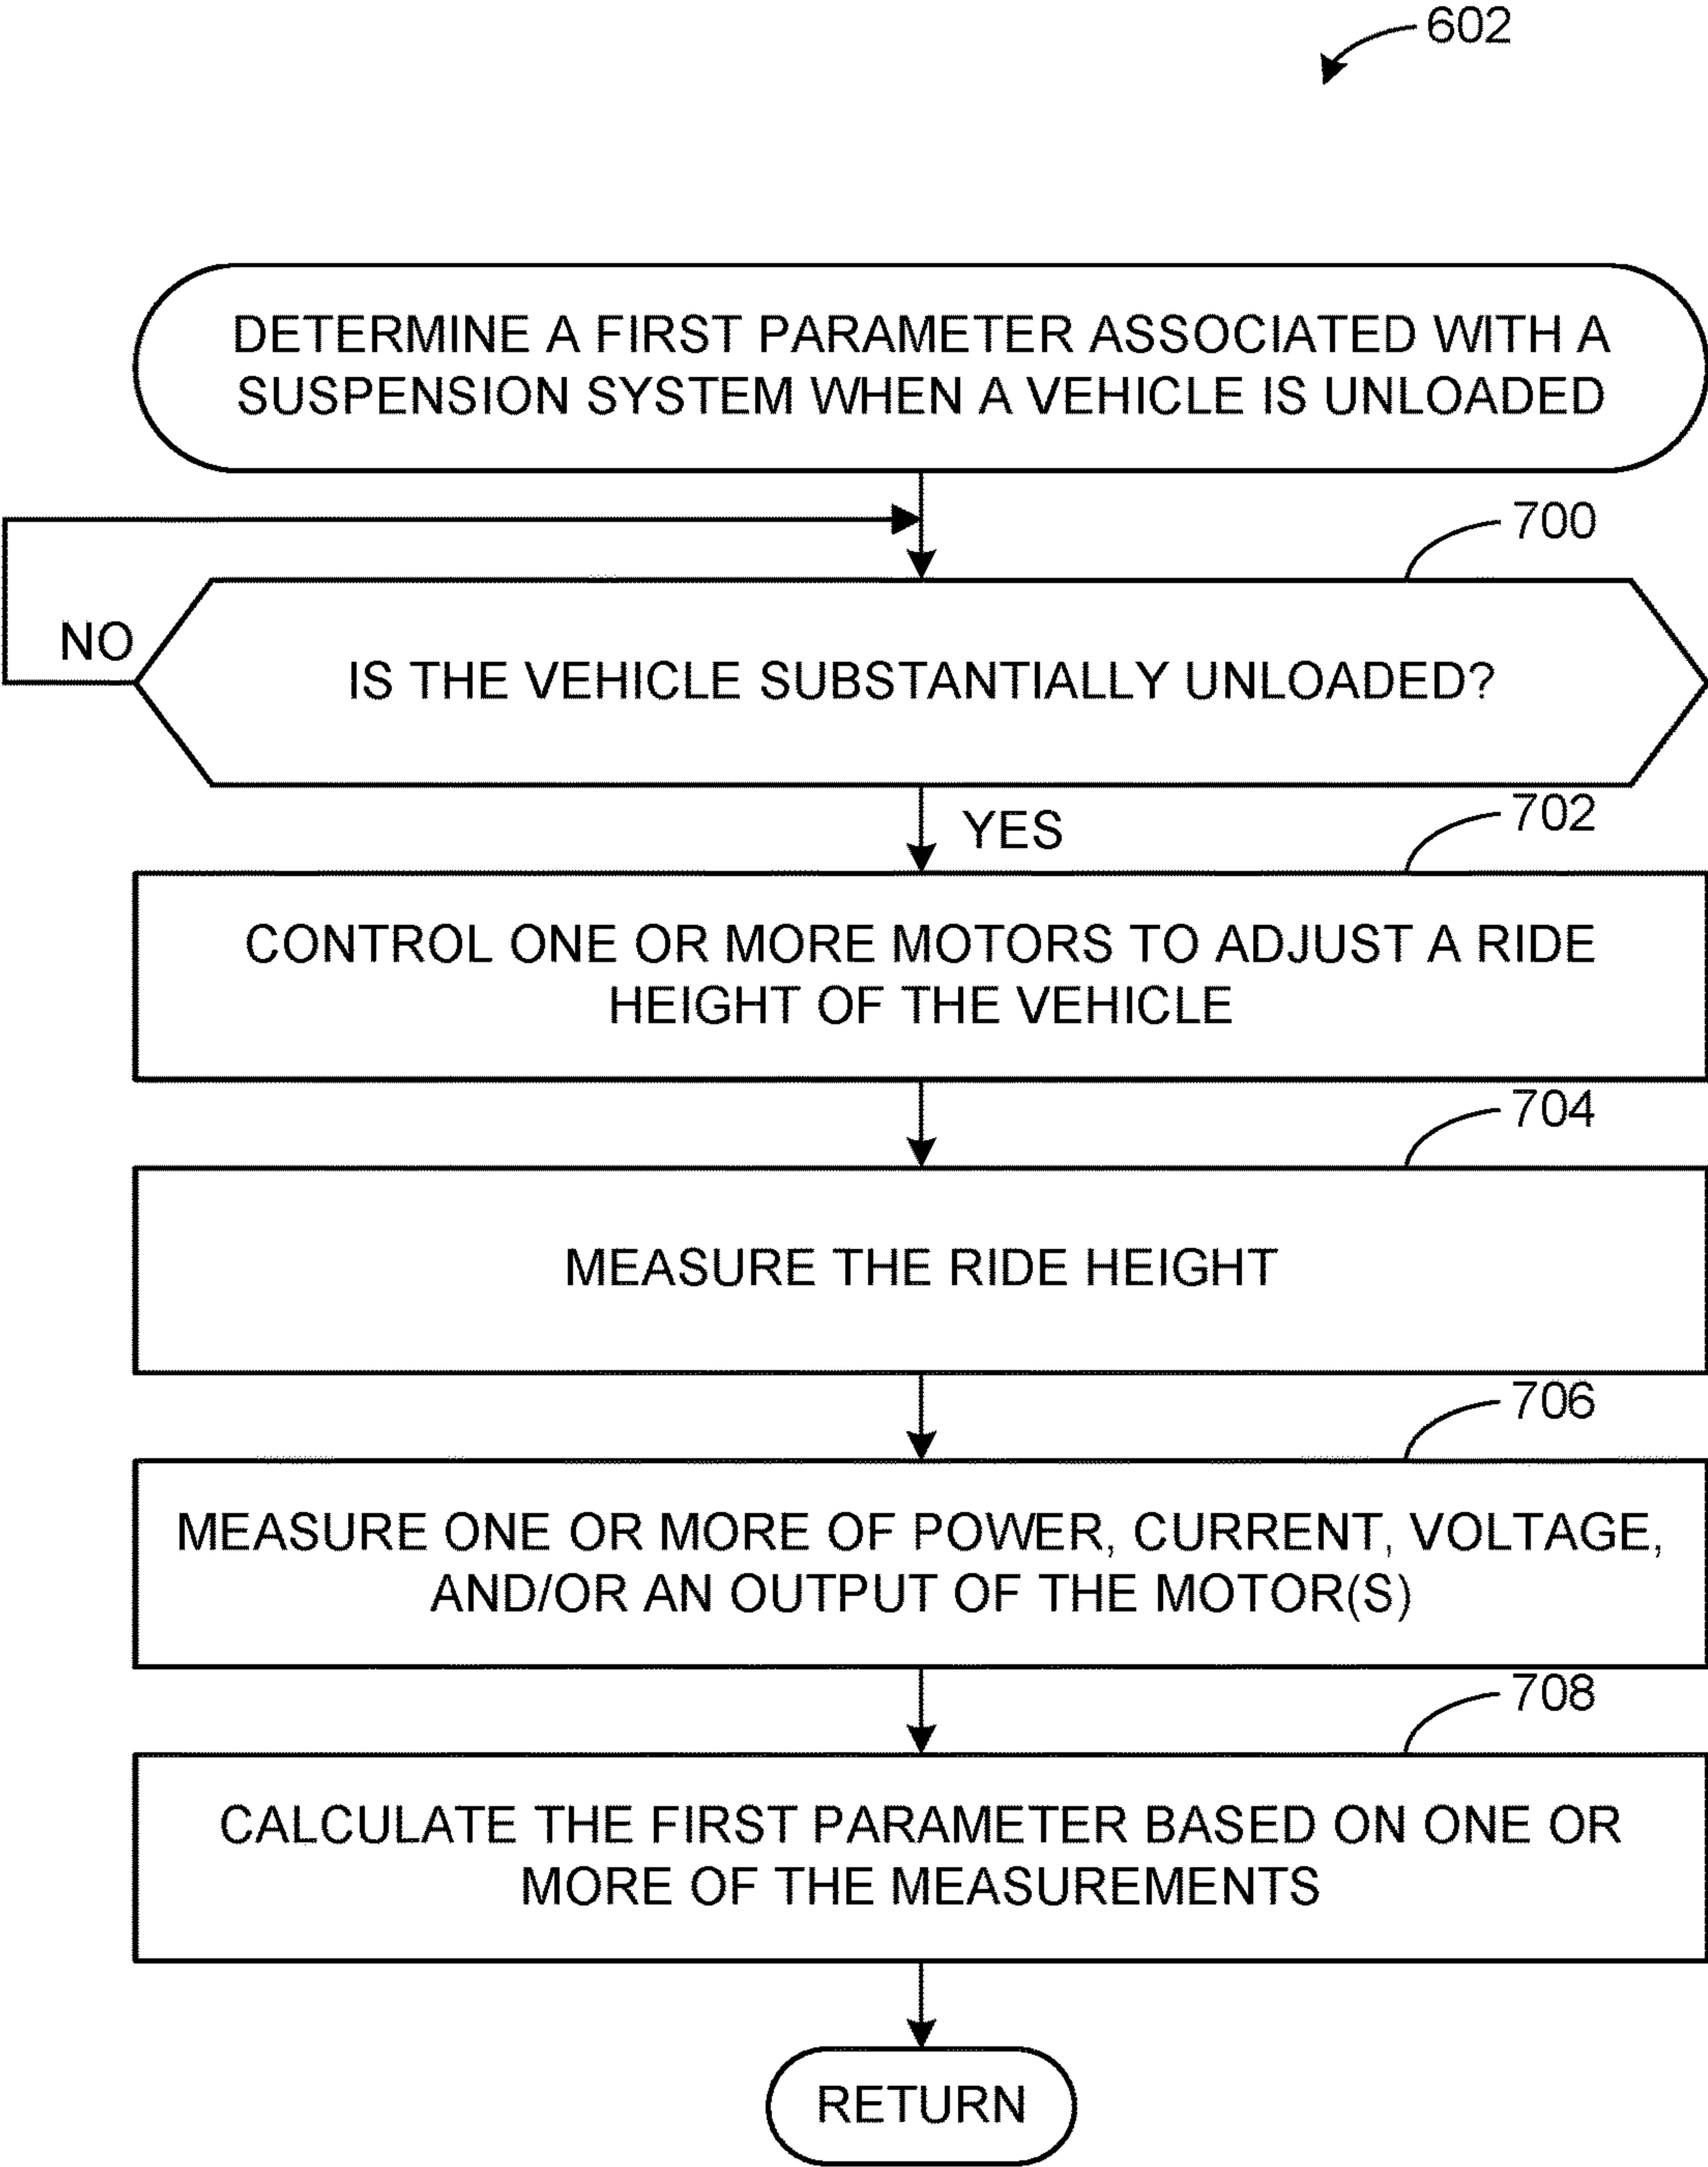 602
DETERMINE A FIRST PARAMETER ASSOCIATED WITH A
SUSPENSION SYSTEM WHEN A VEHICLE IS UNLOADED
700
NO
IS THE VEHICLE SUBSTANTIALLY UNLOADED?
YES
702
CONTROL ONE OR MORE MOTORS TO ADJUST A RIDE
HEIGHT OF THE VEHICLE
704
MEASURE THE RIDE HEIGHT
706
MEASURE ONE OR MORE OF POWER, CURRENT, VOLTAGE,
AND/OR AN OUTPUT OF THE MOTOR(S)
708
CALCULATE THE FIRST PARAMETER BASED ON ONE OR
MORE OF THE MEASUREMENTS
RETURN